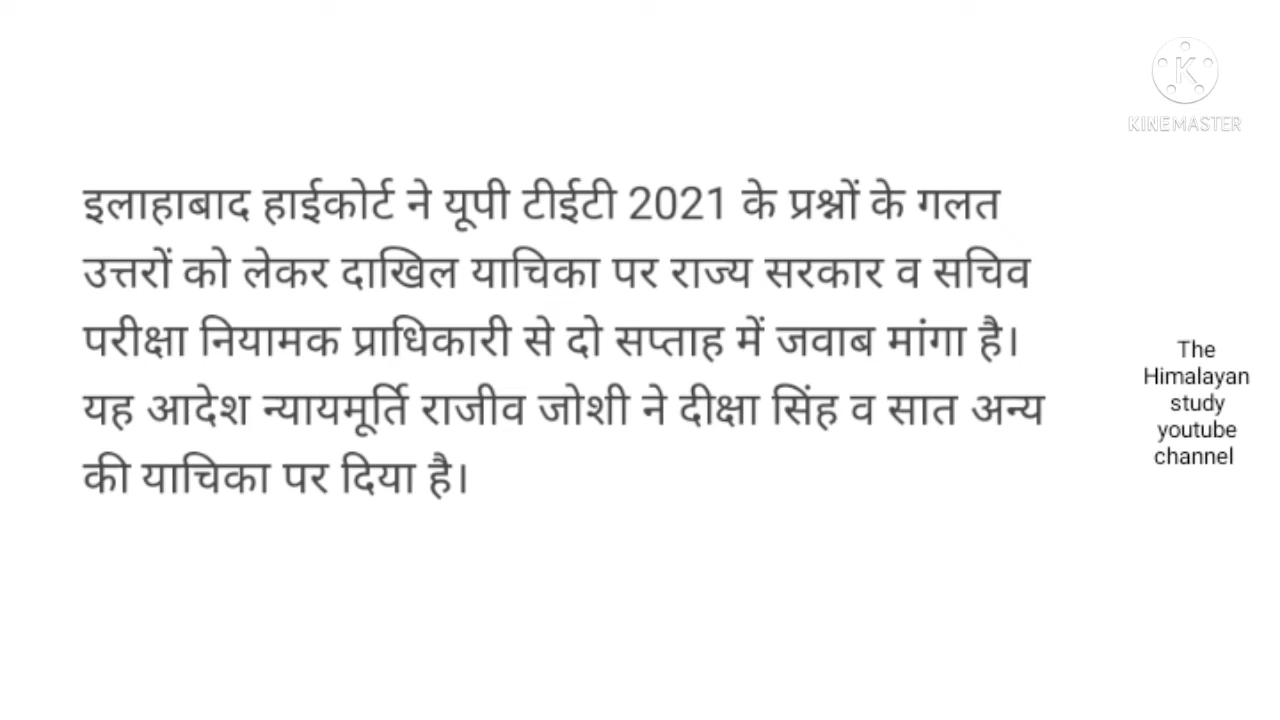 इलाहाबाद हाईकोर्ट ने यूपी टीईटी 2021 के प्रश्नों के गलत
उत्तरों को लेकर दाखिल याचिका पर राज्य सरकार व सचिव
परीक्षा नियामक प्राधिकारी से दो सप्ताह में जवाब मांगा है।
यह आदेश न्यायमूर्ति राजीव जोशी ने दीक्षा सिंह व सात अन्य
की याचिका पर दिया है।
K
KINEMASTER
The
Himalayan
study
youtube
channel